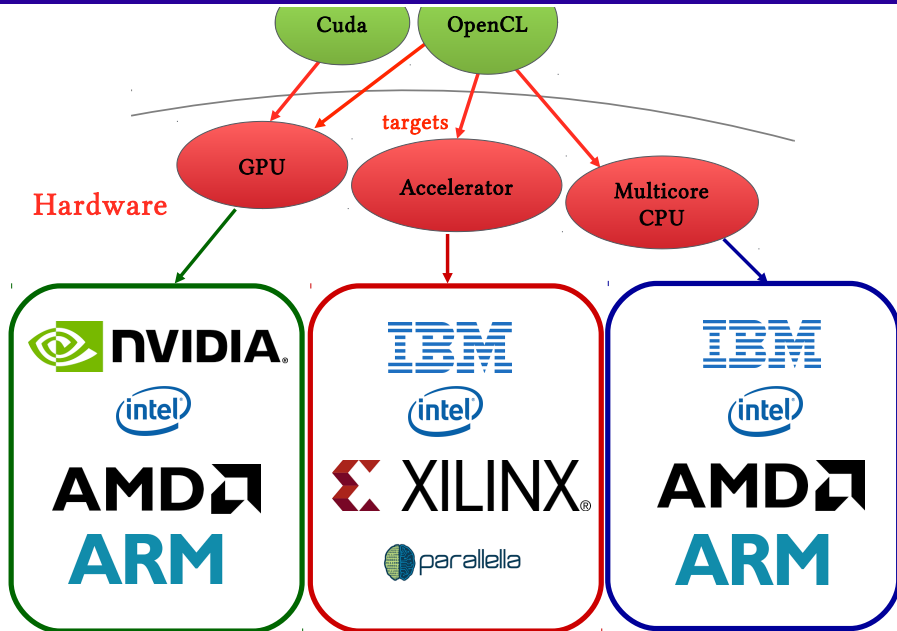 Cuda
OpenCL
targets
GPU
Accelerator
Multicore
CPU
Hardware
NVIDIA®
intel
AMD
ARM
IBM
intel
XILINX®
parallella
IBM
intel
AMD
ARM